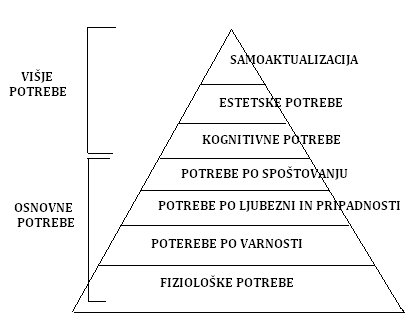 SAMOAKTUALIZACIJA
VIŠJE
POTREBE
ESTETSKE POTREBE
KOGNITIVNE POTREBE
POTREBE PO SPOŠTOVANJU
POTREBE PO LJUBEZNI IN PRIPADNOSTI
OSNOVNE
POTREBE
POTEREBE PO VARNOSTI
FIZIOLOŠKE POTREBE